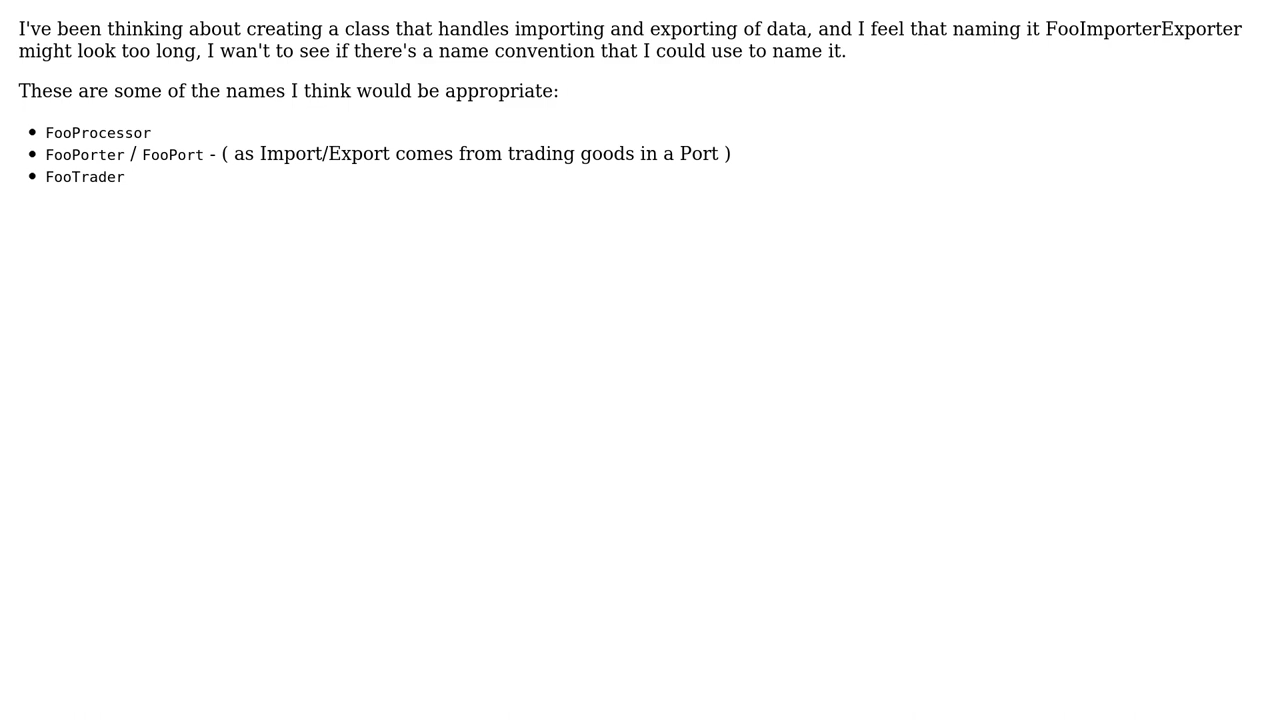 I've been thinking about creating a class that handles importing and exporting of data, and I feel that naming it FooImporterExporter
might look too long, I wan't to see if there's a name convention that I could use to name it.
These are some of the names I think would be appropriate:
• FooProcessor
• FooPorter / FooPort - ( as Import/Export comes from trading goods in a Port )
• FooTrader